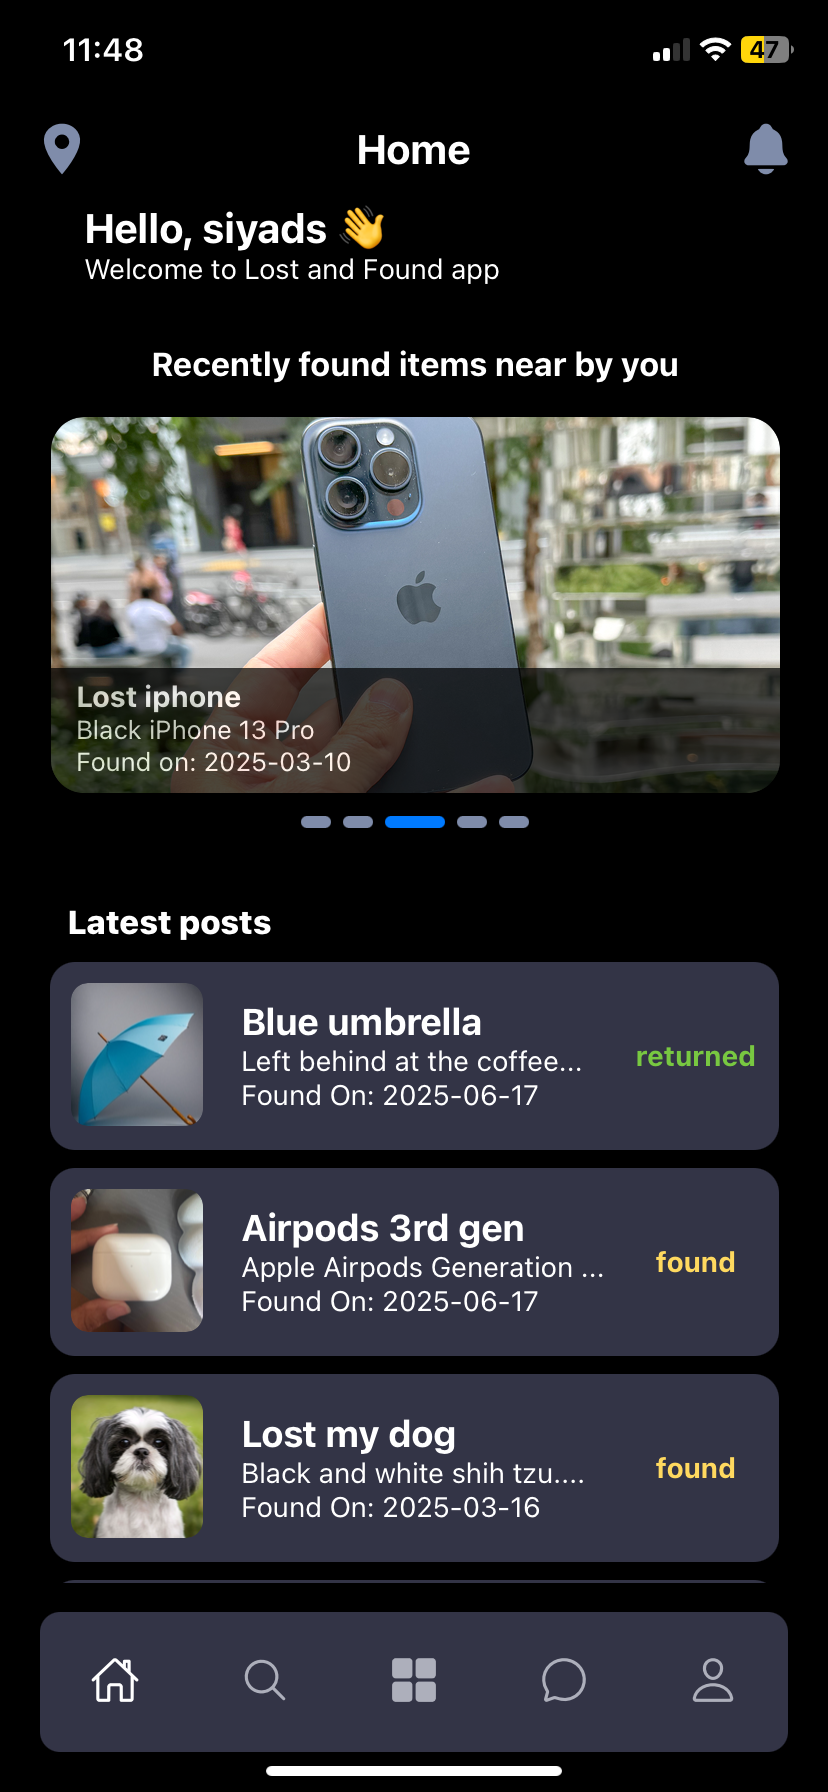 11:48
47
Home
Hello, siyads 👋
Welcome to Lost and Found app
Recently found items near by you
Lost iphone
Black iPhone 13 Pro
Found on: 2025-03-10
Latest posts
Blue umbrella
Left behind at the coffee...
Found On: 2025-06-17
returned
Airpods 3rd gen
Apple Airpods Generation ...
Found On: 2025-06-17
found
Lost my dog
Black and white shih tzu....
Found On: 2025-03-16
found